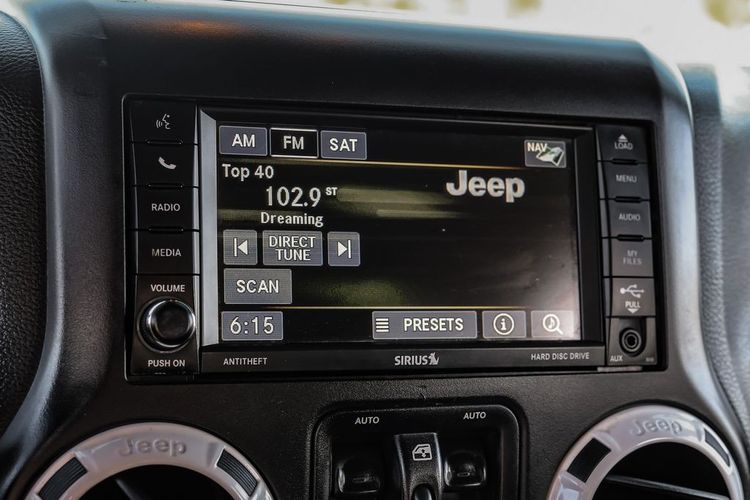 AM FM SAT NAV
Top 40
102.9 ST
Dreaming
Jeep
DIRECT TUNE
SCAN
6:15 PRESETS
RADIO
MEDIA
VOLUME
PUSH ON
LOAD
MENU
AUDIO
MY FILES
PULL
AUX
ANTITHEFT SIRIUS HARD DISC DRIVE
AUTO AUTO
Jeep Jeep